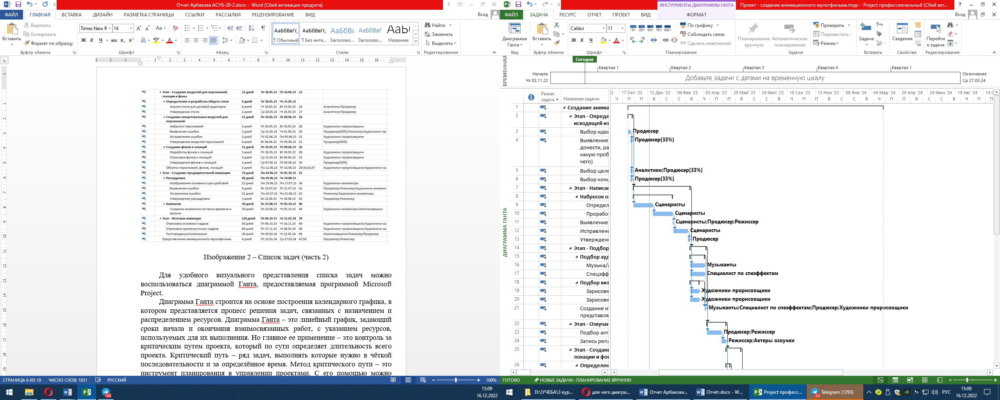 Отчет Арбакова АСУб-20-2.docx - Word (Сбой активации продукта)
ФАЙЛ ГЛАВНАЯ ВСТАВКА ДИЗАЙН РАЗМЕТКА СТРАНИЦЫ ССЫЛКИ РАССЫЛКИ РЕЦЕНЗИРОВАНИЕ ВИД Вход
Вставить
Вырезать
Копировать
Формат по образцу
Буфер обмена
Times New R 14
Ж К Ч abc x₂ x²
Шрифт
Абзац
АаБбВвГг, АаБбВвГг, АаБбВв АаБбВвГ АаБ
¶ Обычный ¶ Без инте... Заголово... Заголово... Название
Стили
Найти
Заменить
Выделить
Редактирование
3 2 1 1 2 3 4 5 6 7 8 9 10 11 12 13 14 15 16
Этап - Создание моделей для персонажей, локации и фоны 22 дней Чт 18.05.23 Пт 16.06.23 22
Определение и разработка общего стиля 6 дней Чт 18.05.23 Чт 25.05.23
Анализ стиля для целевой аудитории 4 дней Чт 18.05.23 Вт 23.05.23 24 Аналитики;Продюсер
Утверждение стиля 2 дней Ср 24.05.23 Чт 25.05.23 27 Аналитики;Продюсер
Создание концептуальных моделей для персонажей 11 дней Пт 26.05.23 Пт 09.06.23 26
Набросок персонажей 3 дней Пт 26.05.23 Вт 30.05.23 28 Художники-прорисовщики
Выявление ошибок 2 дней Ср 31.05.23 Чт 01.06.23 30 Продюсер[50%];Режиссер;Художники-прс
Исправление ошибок 2 дней Пт 02.06.23 Пн 05.06.23 31 Художники-прорисовщики
Утверждение моделей персонажей 4 дней Вт 06.06.23 Пт 09.06.23 32 Продюсер[50%]
Создание фонов и локаций 11 дней Пт 26.05.23 Пт 09.06.23 26
Разработка фонов и локаций 3 дней Пт 26.05.23 Вт 30.05.23 28 Художники-прорисовщики
Отрисовка фонов и локаций 5 дней Ср 31.05.23 Вт 06.06.23 35 Художники-прорисовщики
Утверждение фонов и локаций 3 дней Ср 07.06.23 Пт 09.06.23 36 Продюсер[50%]
Обкатка персонажей, фонов, локаций 5 дней Пн 12.06.23 Пт 16.06.23 29;34;33;37 Художники-прорисовщики;Художники-за.
Этап - Создание предварительной анимации 79 дней Пн 19.06.23 Чт 05.10.23 25
Раскадровка 49 дней Пн 19.06.23 Чт 24.08.23
Изображение основных сцен действий 21 дней Пн 19.06.23 Пн 17.07.23 38 Художники-аниматоры
Выявление ошибок 4 дней Вт 18.07.23 Пт 21.07.23 41 Продюсер;Режиссер;Художники-анимато
Испраление ошибок 21 дней Пн 24.07.23 Пн 21.08.23 42 Режиссер;Художники-аниматоры
Утверждение раскадровки 3 дней Вт 22.08.23 Чт 24.08.23 43 Продюсер;Режиссер
Аниматик 30 дней Пт 25.08.23 Чт 05.10.23 40
Создание аниматика согласно времени и музыке 30 дней Пт 25.08.23 Чт 05.10.23 44 Художники-аниматоры;Компоновщики
Этап - Итоговая анимация 120 дней Пт 06.10.23 Чт 21.03.24 39
Отрисовка основных кадров 30 дней Пт 06.10.23 Чт 16.11.23 46 Художники-прорисовщики;Художники-за.
Отрисовка промежуточных кадров 60 дней Пт 17.11.23 Чт 08.02.24 48 Художники-прорисовщики;Художники-за.
Постпродакшн/компоузинг 30 дней Пт 09.02.24 Чт 21.03.24 49 Компоновщики;Режиссер;Продюсер
Представление анимационного мультфильма 4 дней Пт 22.03.24 Ср 27.03.24 47;50 Продюсер;Режиссер
Изображение 2 – Список задач (часть 2)
Для удобного визуального представления списка задач можно
воспользоваться диаграммой Ганта, предоставляемая программой Microsoft
Project.
Диаграмма Ганта строится на основе построения календарного графика, в
котором представляется процесс решения задач, связанных с назначением и
распределением ресурсов. Диаграмма Ганта – это линейный график, задающий
сроки начала и окончания взаимосвязанных работ, с указанием ресурсов,
используемых для их выполнения. Но главное ее применение – это контроль за
критическим путем проекта, который по сути определяет длительность всего
проекта. Критический путь – ряд задач, выполнять которые нужно в чёткой
последовательности и за определённое время. Метод критического пути – это
инструмент планирования в управлении проектами. С его помощью можно
СТРАНИЦА 6 ИЗ 10 ЧИСЛО СЛОВ: 1031 РУССКИЙ 100%
15:09
16.12.2022
ИНСТРУМЕНТЫ ДИАГРАММЫ ГАНТА Проект - создание анимационного мультфильма.mpp - Project профессиональный (Сбой акт...
ФАЙЛ ЗАДАЧА РЕСУРС ОТЧЕТ ПРОЕКТ ВИД ФОРМАТ Вход
Диаграмма Ганта
Вид
Вставить
Буфер обмена
Calibri 11
Ж К Ч
Шрифт
0% 25% 50% 75% 100%
По графику
Соблюдать связи
Сделать неактивной
Планирование
Планирование вручную
Автоматическое планирование
Проверить
Переместить
Режим
Задачи
Задача
Вставить
Сведения
Свойства
Перейти к задаче
Редактирование
ВРЕМЕННАЯ
Сегодня
Квартал 1 Квартал 2 Квартал 3 Квартал 4 Квартал 1
Начало
Чт 03.11.22
Добавьте задачи с датами на временную шкалу
Окончание
Ср 27.03.24
ДИАГРАММА ГАНТА
Режим задачи Название задачи
2 17 Окт '22 12 Дек '22 06 Фев '23 03 Апр '23 29 Май '23 24 Июл '23 18 Сен '23 13 Ноя '23 08 Янв '24 04 Мар '24 29 Апр '24 24 Июн '24 19 Авг '24 14 О
Ч П В С В Ч П В С В Ч П В С В Ч П В С В Ч П В С В Ч П
1 Создание анима
2 Этап - Опреде
исходящей из
3 Выбор идеи Продюсер
4 Выявление Продюсер[33%]
донести, ра
какую проб
чего)
5 Выбор целе Аналитики;Продюсер[33%]
6 Выбор конц Продюсер[33%]
7 Этап - Написан
8 Набросок о
9 Определ Сценаристы
10 Проработ Сценаристы
11 Выявление Сценаристы;Продюсер;Режиссер
12 Исправлени Сценаристы
13 Утверждени Продюсер
14 Этап - Подбор
15 Подбор ауд
16 Музыка/ Музыканты
17 Спецэфф Специалист по спеэффектам
18 Подбор виз
19 Зарисовк Художники-прорисовщики
20 Зарисовк Художники-прорисовщики
21 Создание и Музыканты;Специалист по спеэффектам;Продюсер;Художники-прорисовщики
представля
22 Этап - Озвучан
23 Подбор акт Продюсер;Режиссер
24 Запись репл Режиссер;Актеры озвучки
25 Этап - Создани
локации и фон
26 Определен
ГОТОВО НОВЫЕ ЗАДАЧИ : ПЛАНИРОВАНИЕ ВРУЧНУЮ
D:\!УЧЕБА\3 кур... для чего диагра... Отчет Арбакова... Отчёт.docx - W... Project професс... Telegram (1293) РУС
15:09
16.12.2022